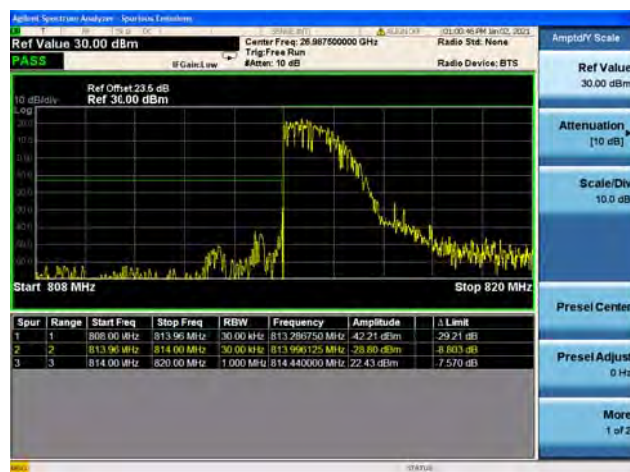 Agilent Spectrum Analyzer - Spurious Emissions
Ref Value 30.00 dBm
Center Freq: 26.987500000 GHz
Trig:Free Run
#Atten: 10 dB
IFGain:Low
ALIGN OFF
01:00:46 PM Jan 02, 2021
Radio Std: None
Radio Device: BTS
PASS
Ref Offset 23.6 dB
Ref 30.00 dBm
10 dB/div
Log
Start 808 MHz
Stop 820 MHz
Spur Range Start Freq Stop Freq RBW Frequency Amplitude Δ Limit
1 1 808.00 MHz 813.96 MHz 30.00 kHz 813.286750 MHz -42.21 dBm -29.21 dB
2 2 813.96 MHz 814.00 MHz 30.00 kHz 813.996125 MHz -28.80 dBm -8.803 dB
3 3 814.00 MHz 820.00 MHz 1.000 MHz 814.440000 MHz 22.43 dBm -7.570 dB
Amptd/Y Scale
Ref Value
30.00 dBm
Attenuation
[10 dB]
Scale/Div
10.0 dB
Presel Center
Presel Adjust
0 Hz
More
1 of 2
MSG
STATUS